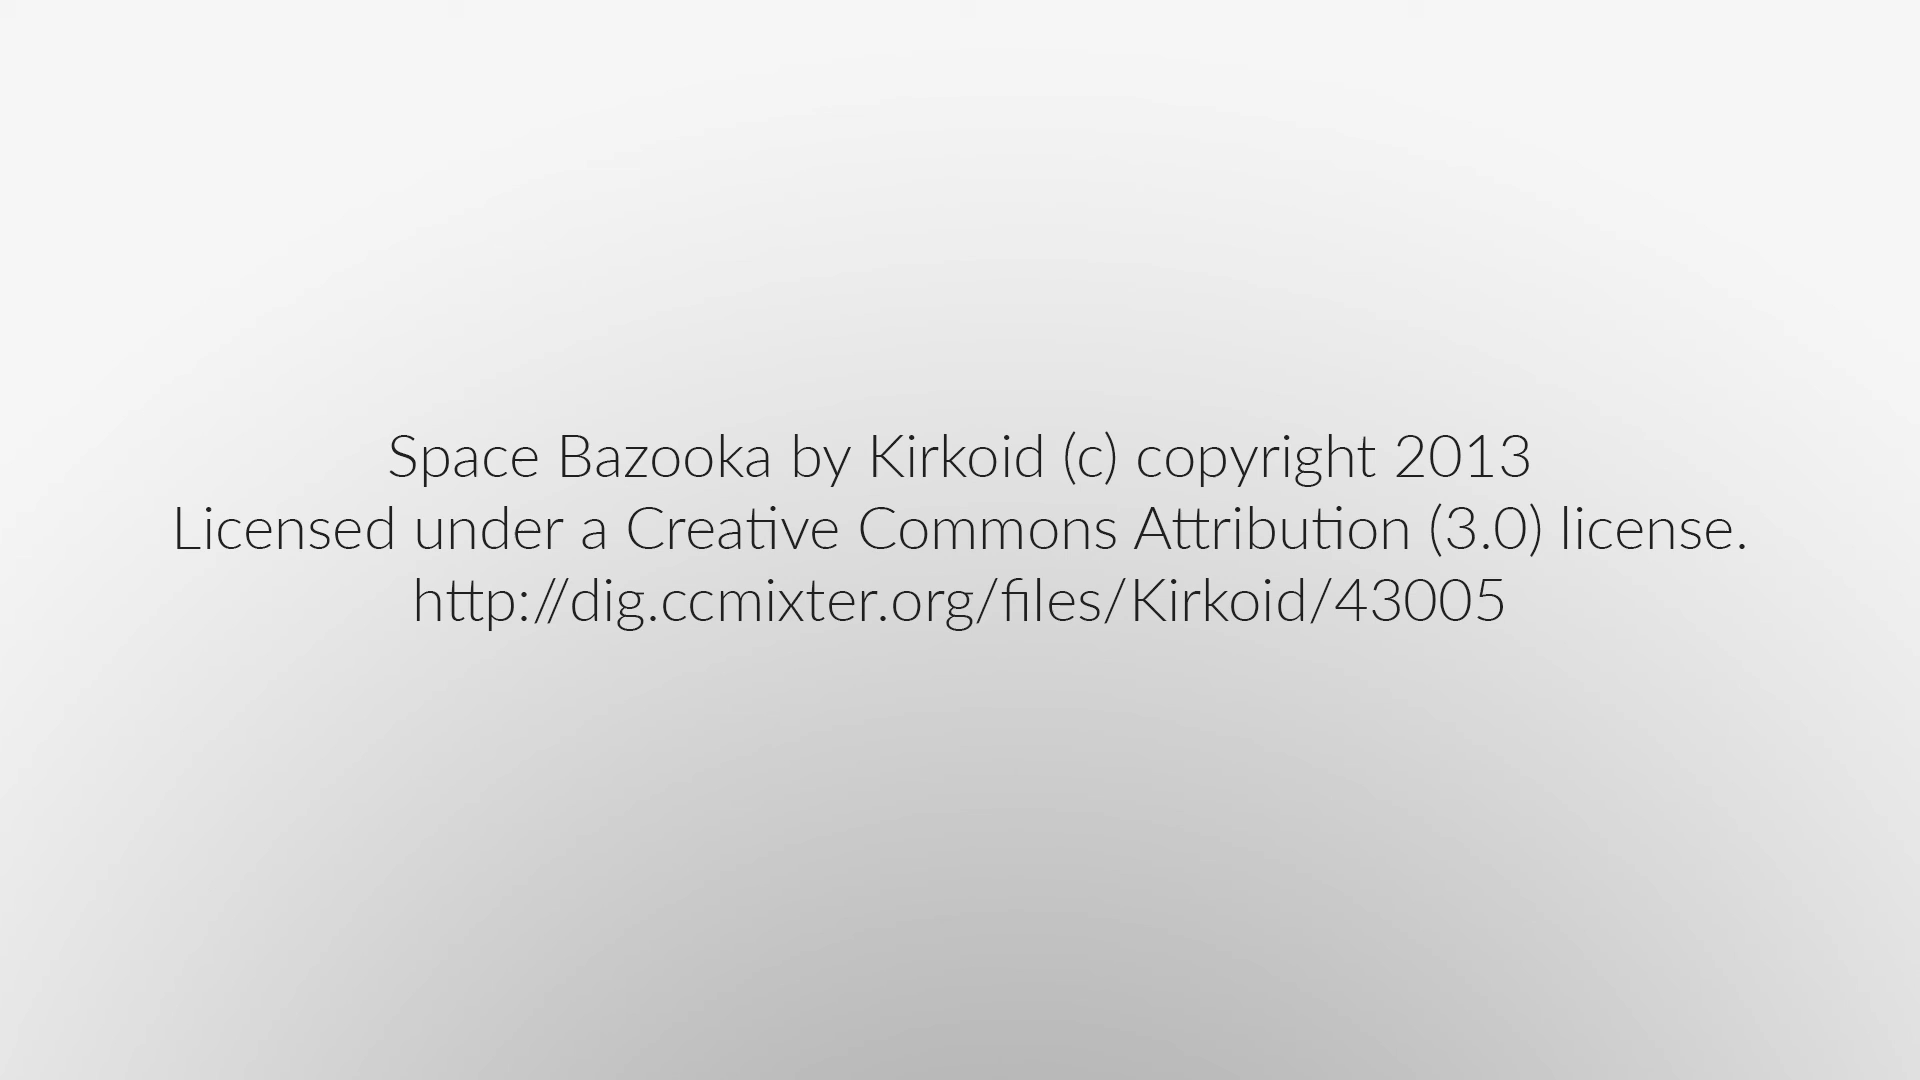 Space Bazooka by Kirkoid (c) copyright 2013
Licensed under a Creative Commons Attribution (3.0) license.
http://dig.ccmixter.org/files/Kirkoid/43005